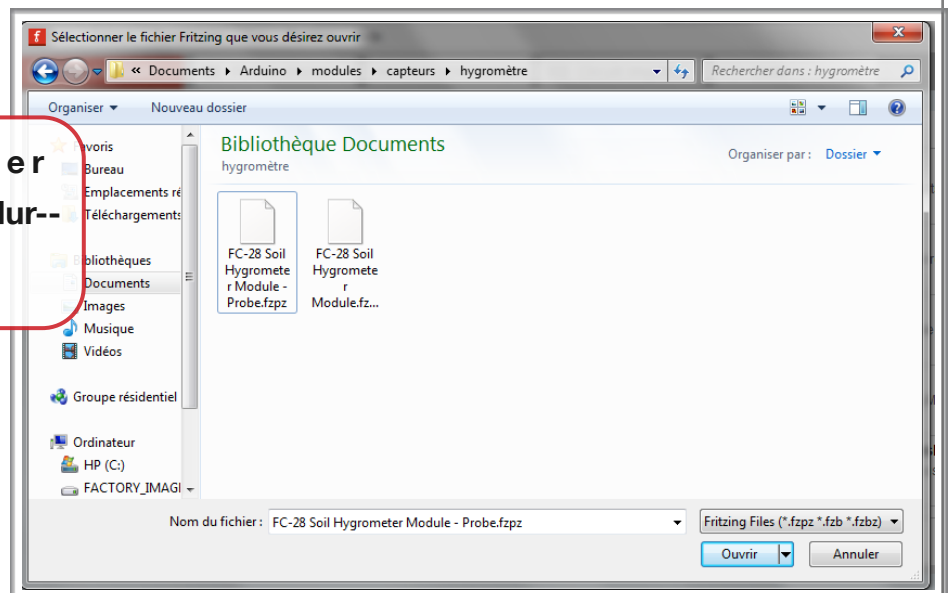 Sélectionner le fichier Fritzing que vous désirez ouvrir
« Documents ▸ Arduino ▸ modules ▸ capteurs ▸ hygromètre
Rechercher dans : hygromètre
Organiser
Nouveau dossier
e r
lur--
voris
Bureau
Emplacements ré
Téléchargements
bliothèques
Documents
Images
Musique
Vidéos
Groupe résidentiel
Ordinateur
HP (C:)
FACTORY_IMAG
Bibliothèque Documents
hygromètre
Organiser par : Dossier
FC-28 Soil
Hygromete
r Module -
Probe.fzpz
FC-28 Soil
Hygromete
r
Module.fz...
Nom du fichier : FC-28 Soil Hygrometer Module - Probe.fzpz
Fritzing Files (*.fzpz *.fzb *.fzbz)
Ouvrir
Annuler